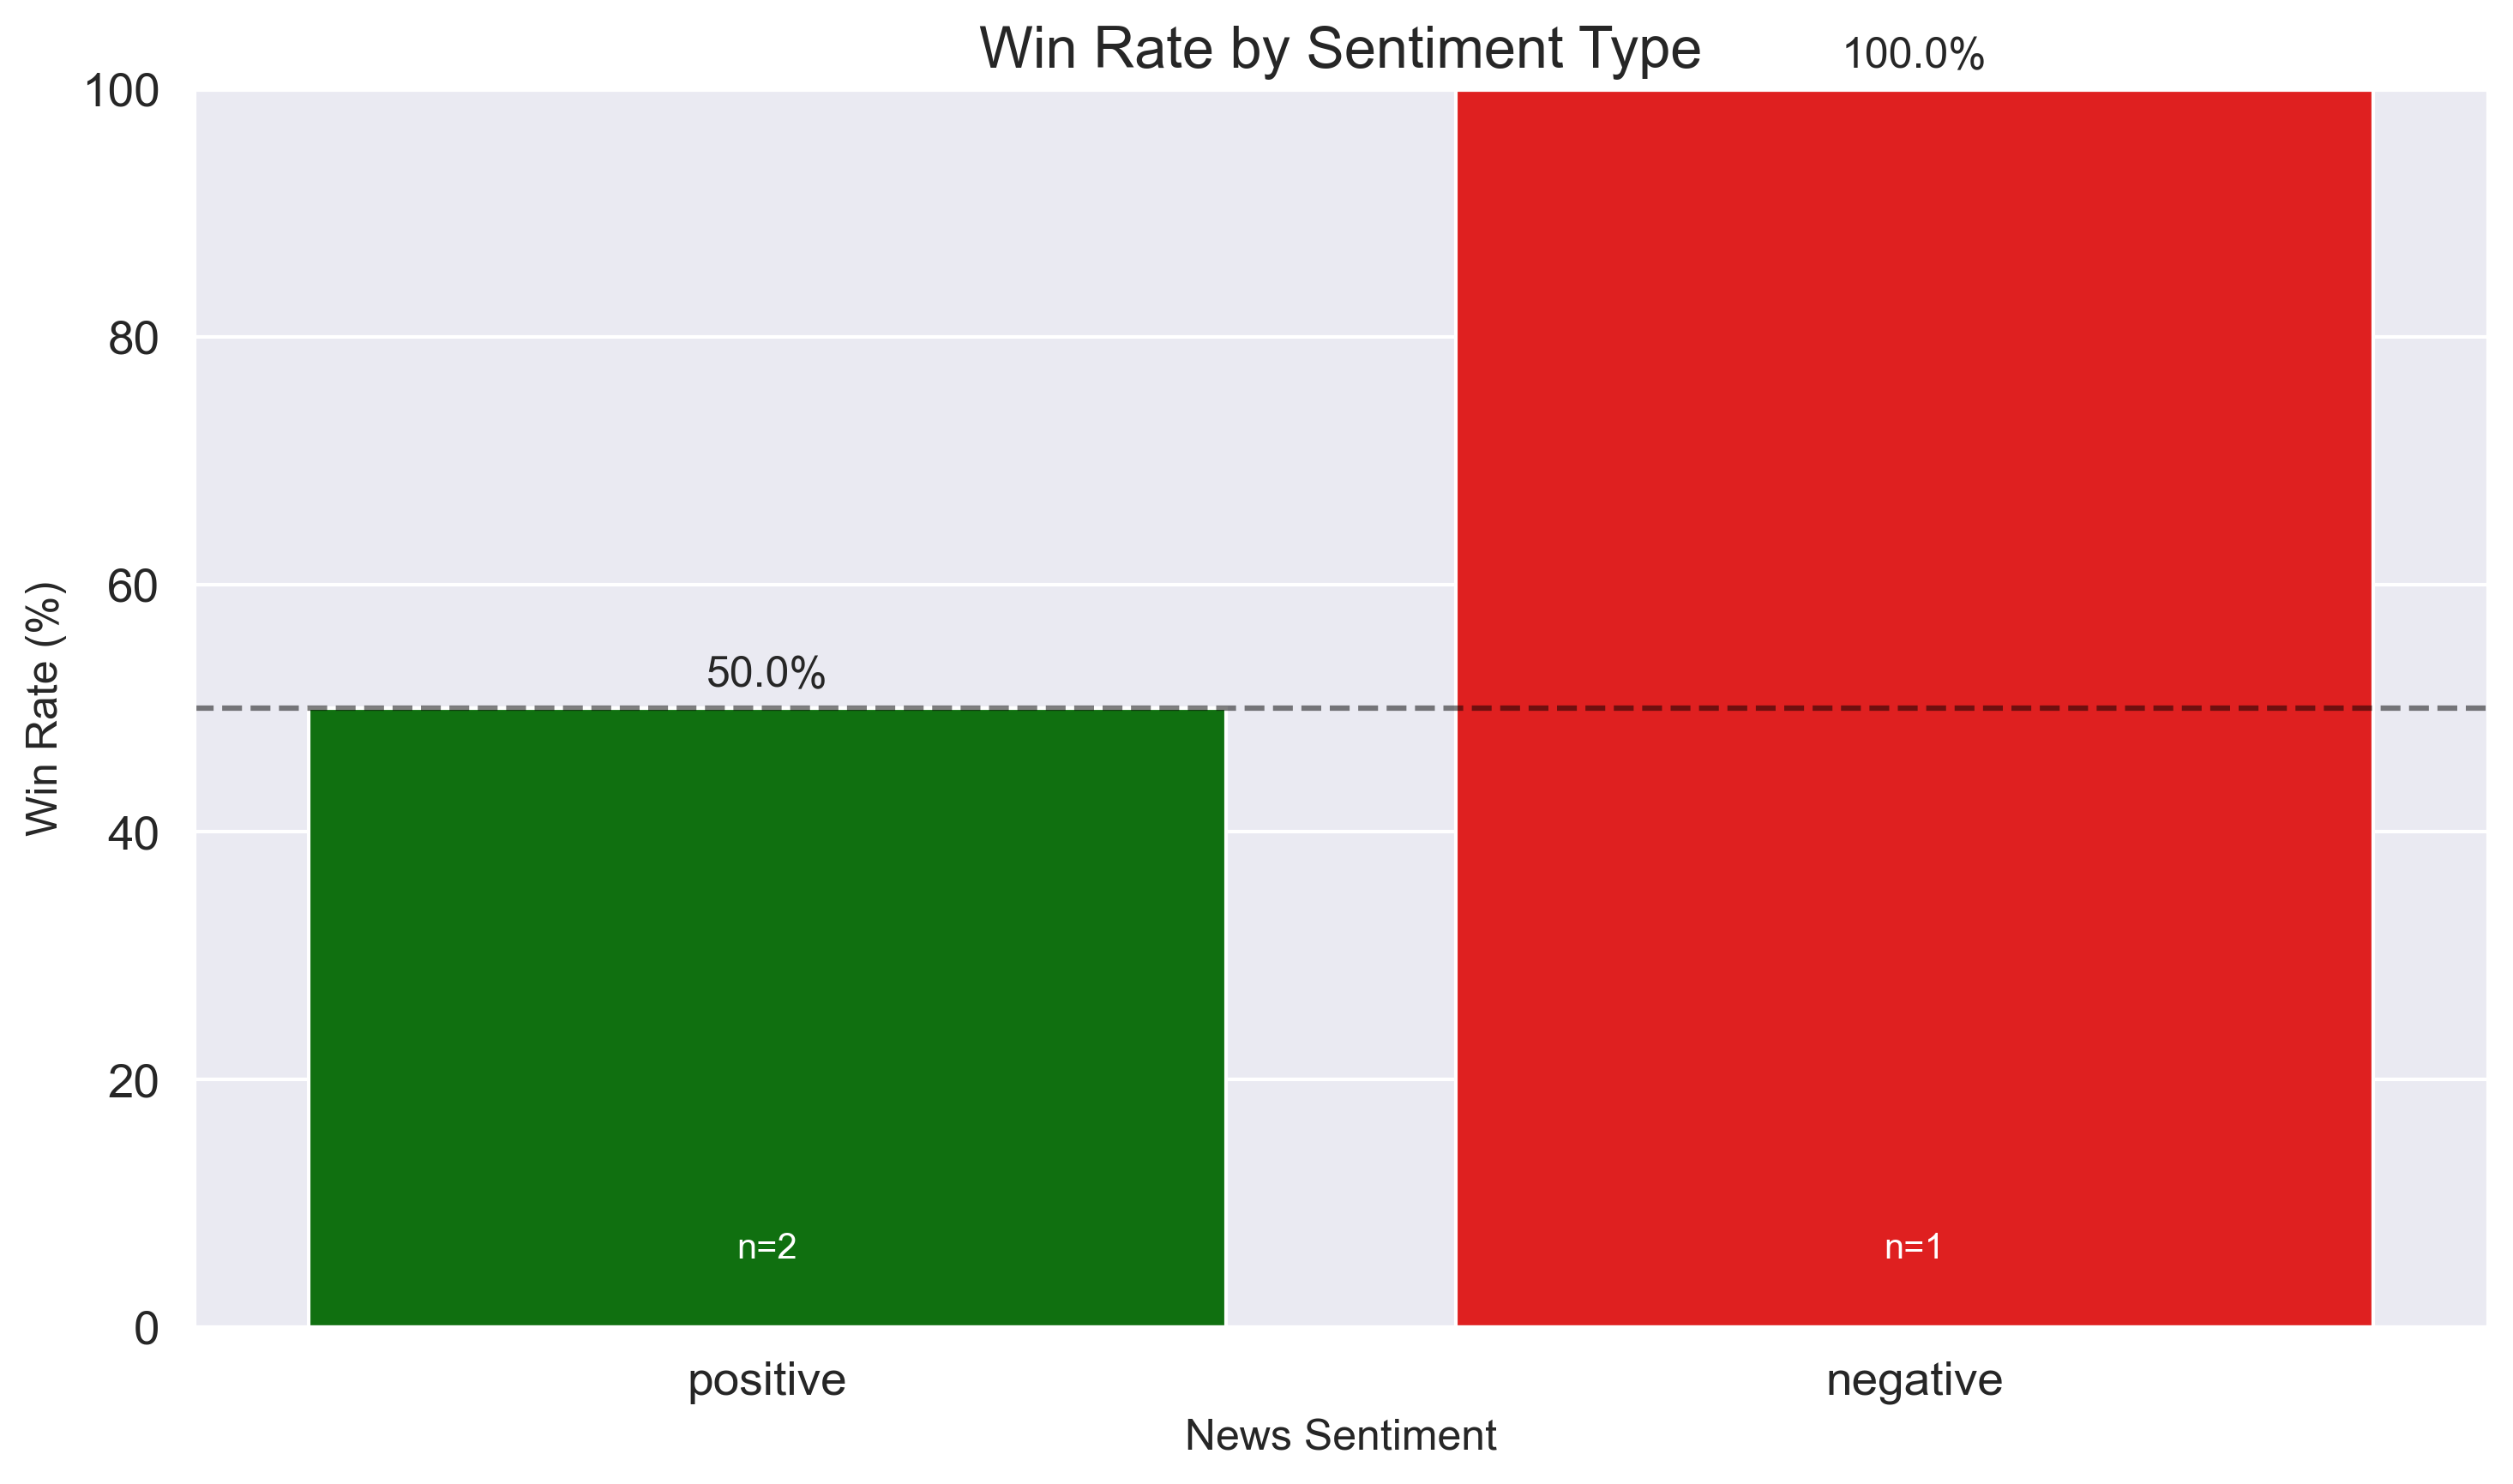 Win Rate by Sentiment Type
100.0%
100
80
60
50.0%
40
20
0
Win Rate (%)
n=2
n=1
positive
negative
News Sentiment